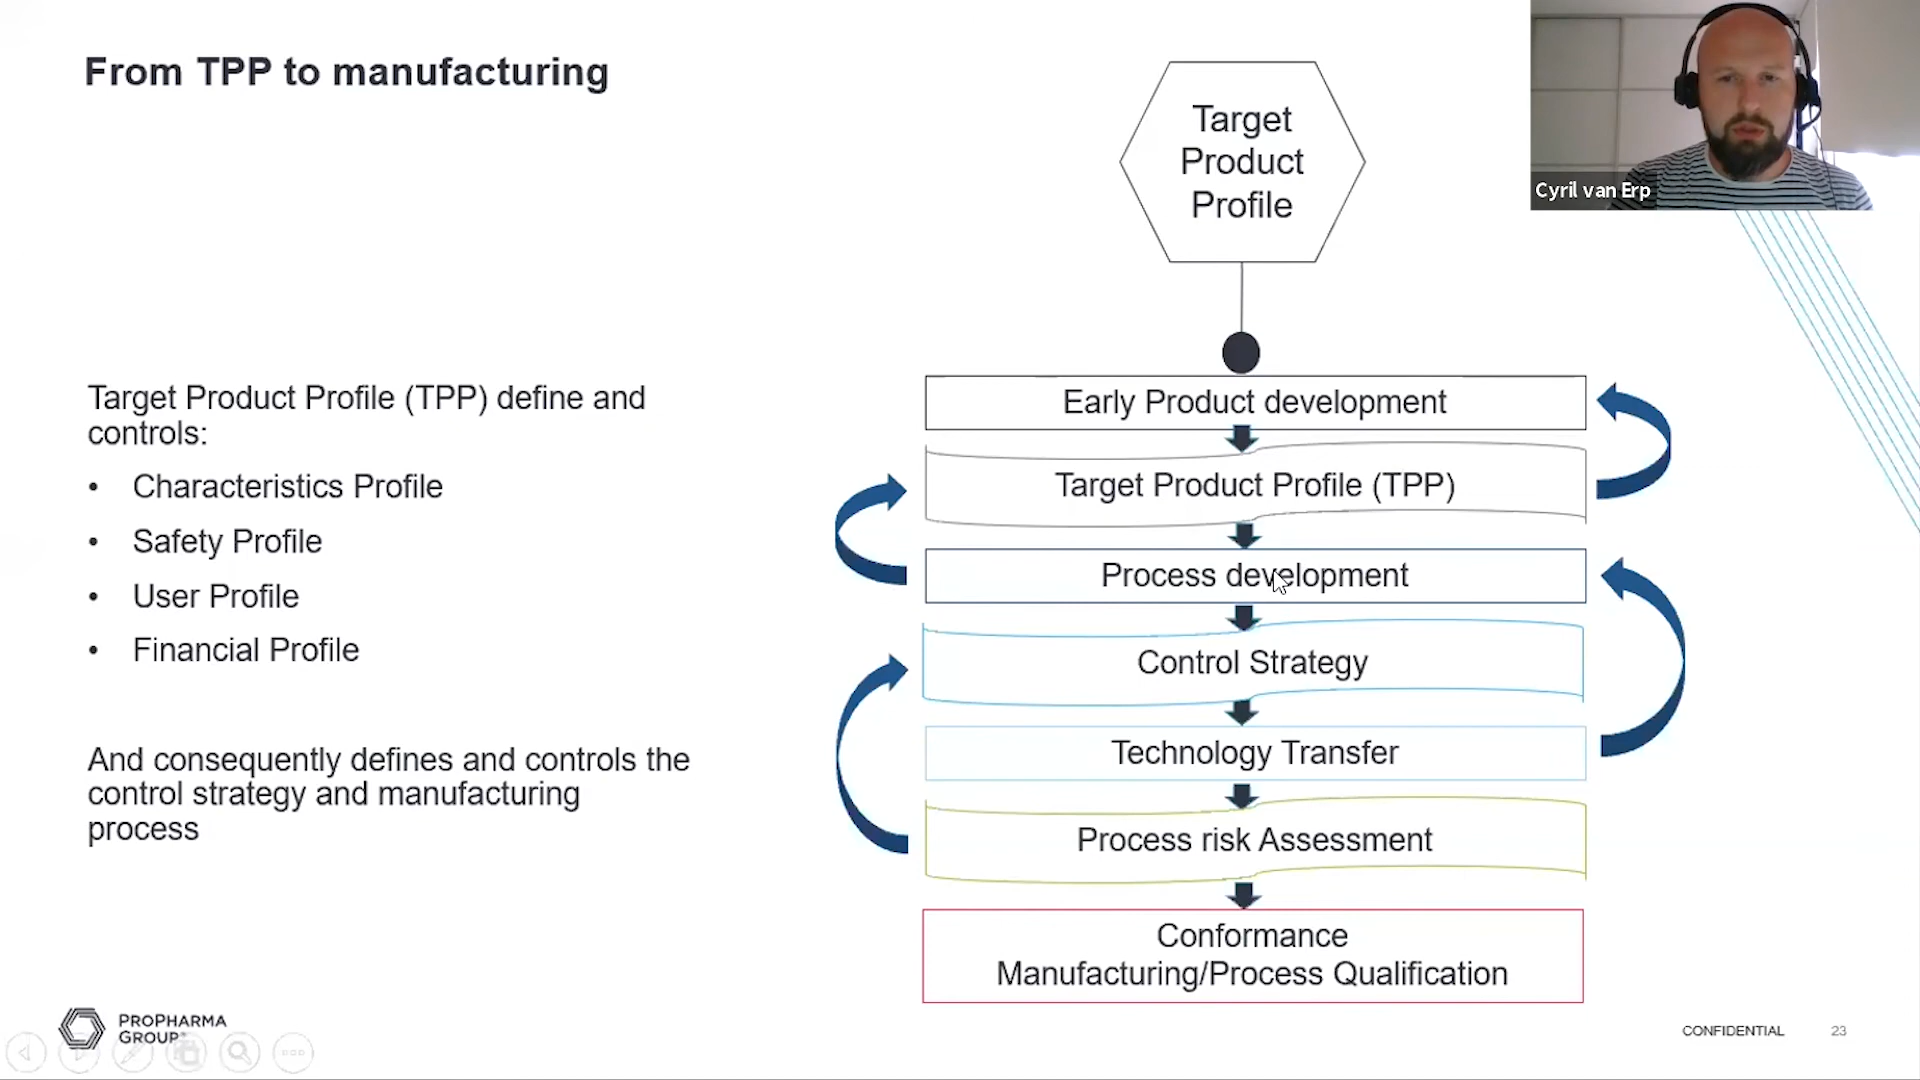 From TPP to manufacturing
Target
Product
Profile
Cyril van Erp
Target Product Profile (TPP) define and
controls:
• Characteristics Profile
• Safety Profile
• User Profile
• Financial Profile
And consequently defines and controls the
control strategy and manufacturing
process
Early Product development
Target Product Profile (TPP)
Process development
Control Strategy
Technology Transfer
Process risk Assessment
Conformance
Manufacturing/Process Qualification
PROPHARMA
GROUP
CONFIDENTIAL 23